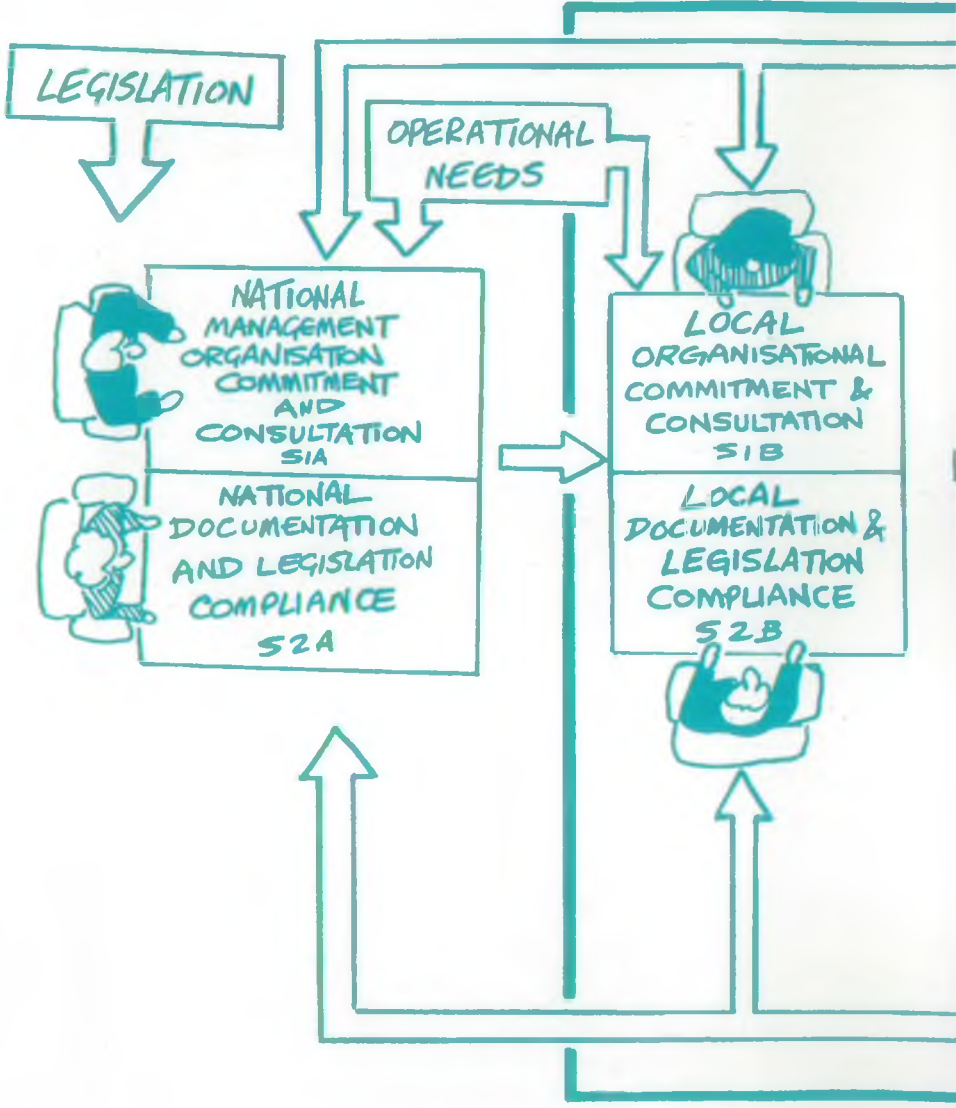 LEGISLATION
OPERATIONAL
NEEDS
NATIONAL
MANAGEMENT
ORGANISATION
COMMITMENT
AND
CONSULTATION
S1A
NATIONAL
DOCUMENTATION
AND LEGISLATION
COMPLIANCE
S2A
LOCAL
ORGANISATIONAL
COMMITMENT &
CONSULTATION
S1B
LOCAL
DOCUMENTATION &
LEGISLATION
COMPLIANCE
S2B